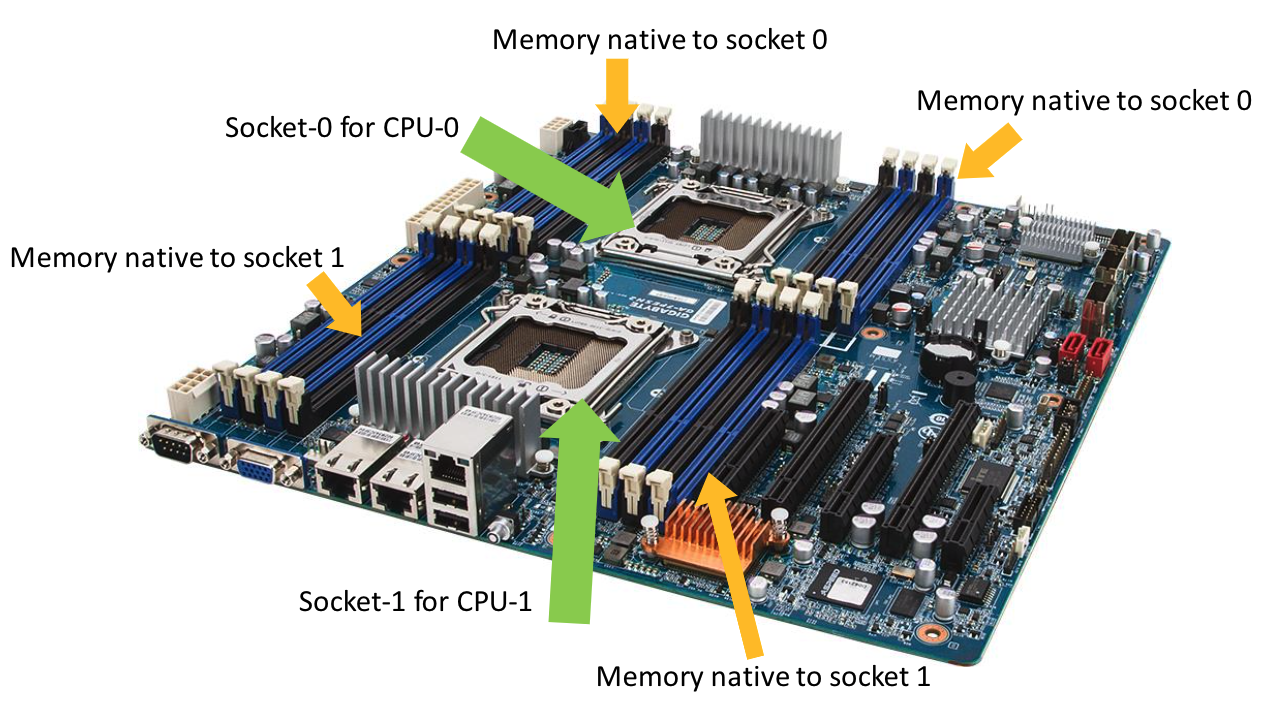 Memory native to socket 0
Memory native to socket 0
Socket-0 for CPU-0
Memory native to socket 1
GIGABYTE
Socket-1 for CPU-1
Memory native to socket 1